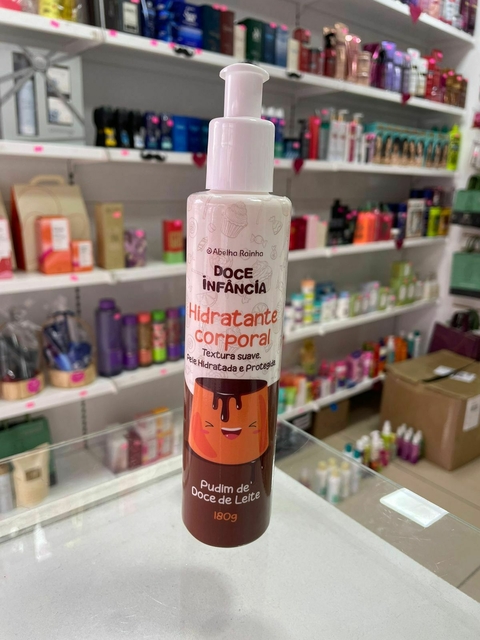 Abelha Rainha
DOCE
INFÂNCIA
Hidratante
corporal
Textura suave.
Pele Hidratada e Protegida
Pudim de
Doce de Leite
180g